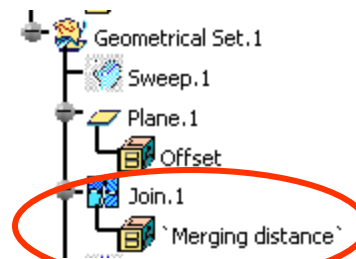 Geometrical Set.1
Sweep.1
Plane.1
Offset
Join.1
`Merging distance`